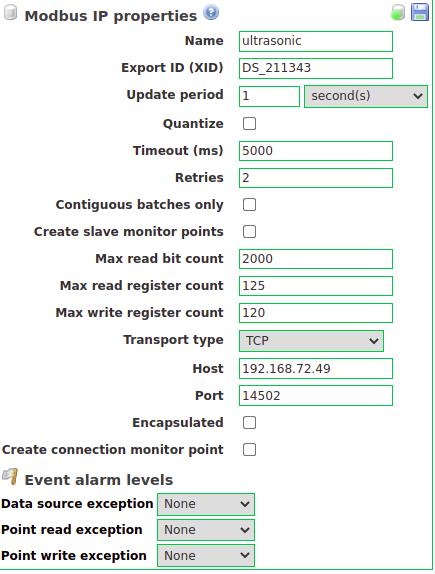 Modbus IP properties
Name ultrasonic
Export ID (XID) DS_211343
Update period 1 second(s)
Quantize
Timeout (ms) 5000
Retries 2
Contiguous batches only
Create slave monitor points
Max read bit count 2000
Max read register count 125
Max write register count 120
Transport type TCP
Host 192.168.72.49
Port 14502
Encapsulated
Create connection monitor point
Event alarm levels
Data source exception None
Point read exception None
Point write exception None